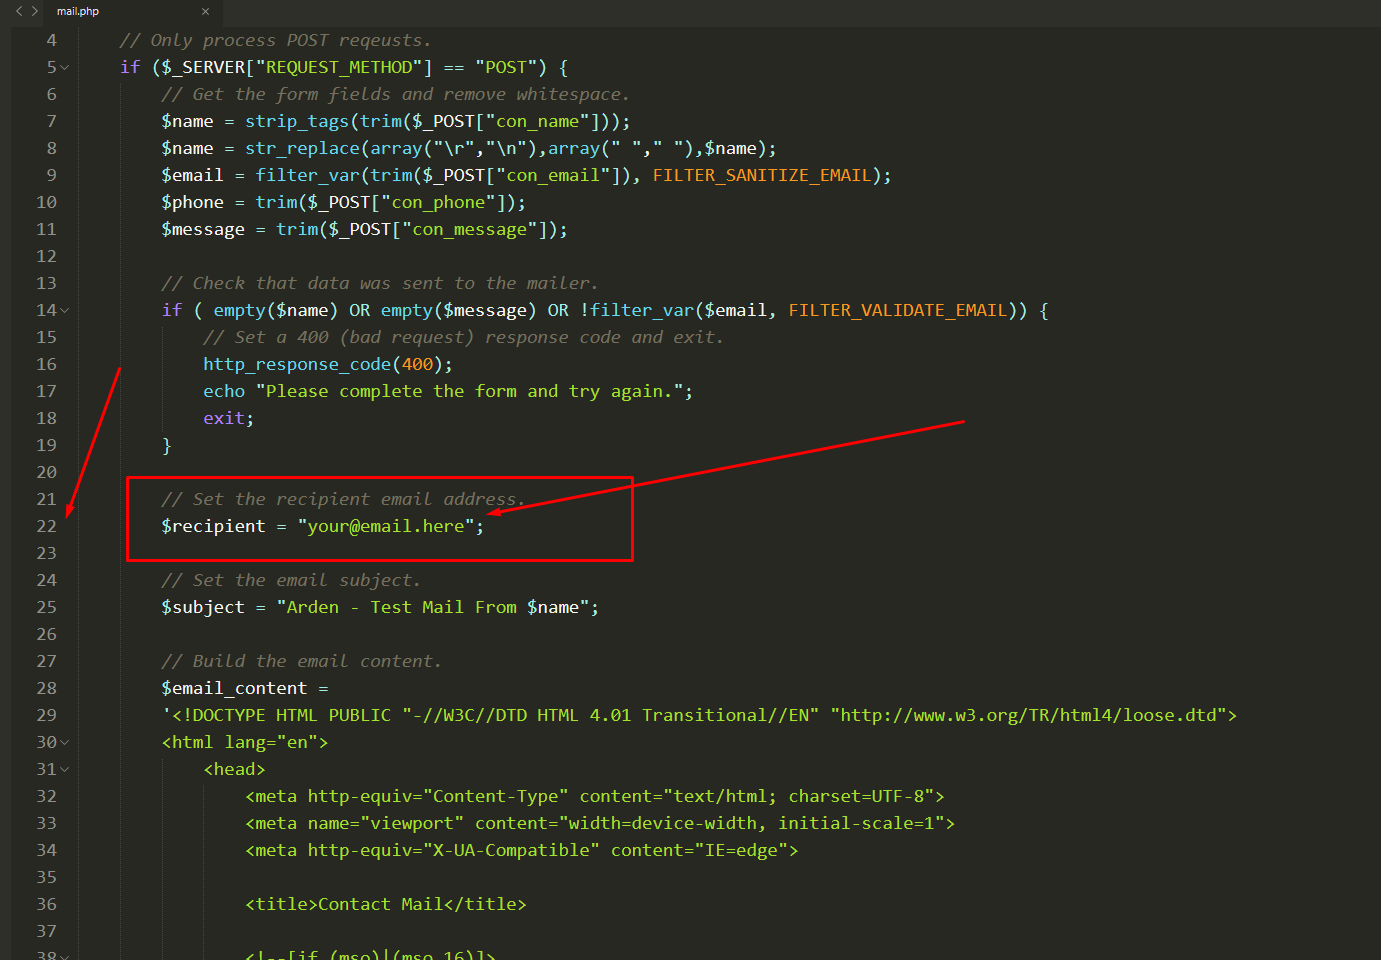 mail.php
4 // Only process POST reqeusts.
5 if ($_SERVER["REQUEST_METHOD"] == "POST") {
6 // Get the form fields and remove whitespace.
7 $name = strip_tags(trim($_POST["con_name"]));
8 $name = str_replace(array("\r","\n"),array(" "," "),$name);
9 $email = filter_var(trim($_POST["con_email"]), FILTER_SANITIZE_EMAIL);
10 $phone = trim($_POST["con_phone"]);
11 $message = trim($_POST["con_message"]);
12
13 // Check that data was sent to the mailer.
14 if ( empty($name) OR empty($message) OR !filter_var($email, FILTER_VALIDATE_EMAIL)) {
15 // Set a 400 (bad request) response code and exit.
16 http_response_code(400);
17 echo "Please complete the form and try again.";
18 exit;
19 }
20
21 // Set the recipient email address.
22 $recipient = "your@email.here";
23
24 // Set the email subject.
25 $subject = "Arden - Test Mail From $name";
26
27 // Build the email content.
28 $email_content =
29 '<!DOCTYPE HTML PUBLIC "-//W3C//DTD HTML 4.01 Transitional//EN" "http://www.w3.org/TR/html4/loose.dtd">
30 <html lang="en">
31 <head>
32 <meta http-equiv="Content-Type" content="text/html; charset=UTF-8">
33 <meta name="viewport" content="width=device-width, initial-scale=1">
34 <meta http-equiv="X-UA-Compatible" content="IE=edge">
35
36 <title>Contact Mail</title>
37
38 <!--[if (mso)|(mso 16)]>